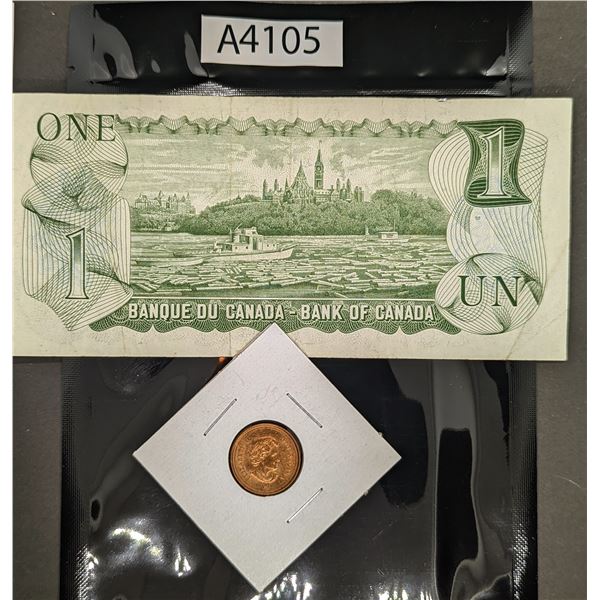 A4105
ONE
1
1
UN
BANQUE DU CANADA - BANK OF CANADA